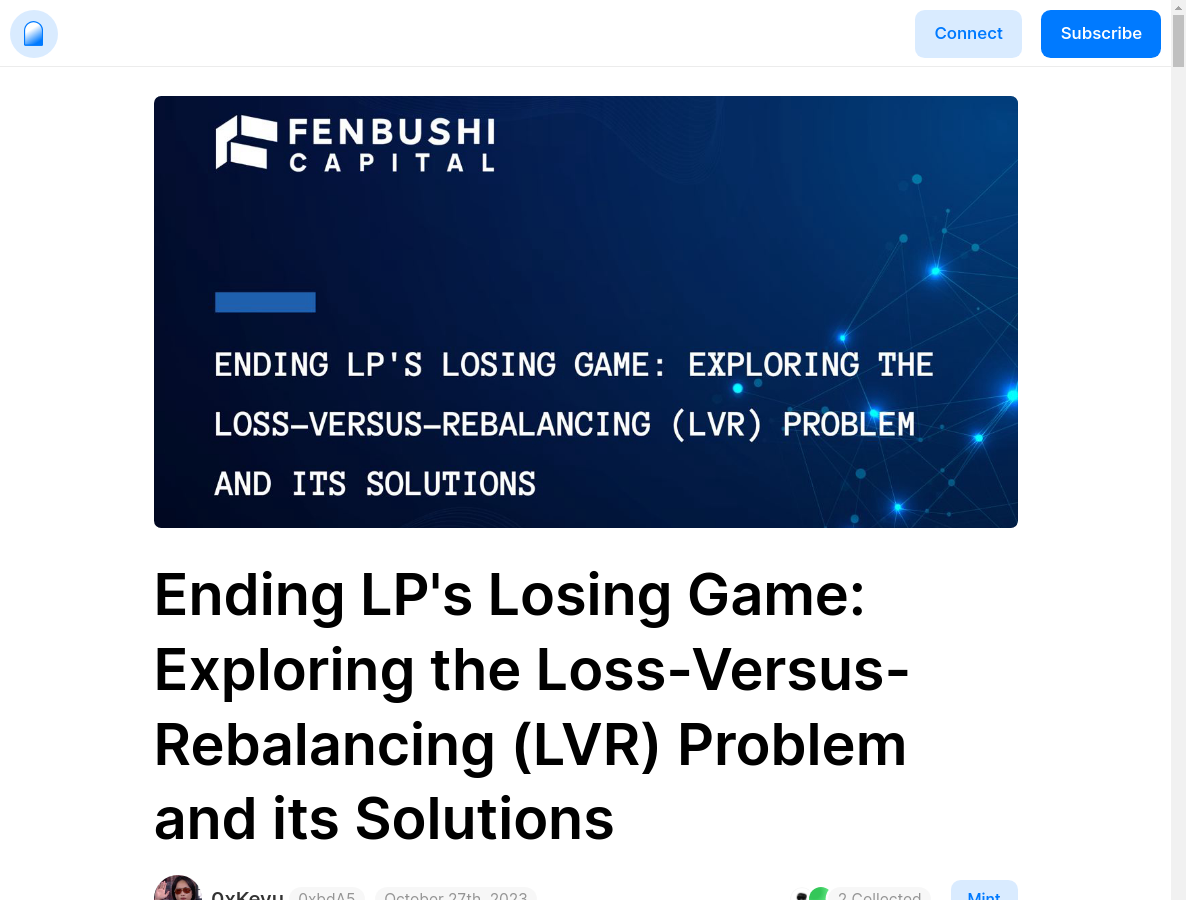 Connect
Subscribe
FENBUSHI
CAPITAL
ENDING LP'S LOSING GAME: EXPLORING THE
LOSS-VERSUS-REBALANCING (LVR) PROBLEM
AND ITS SOLUTIONS
Ending LP's Losing Game:
Exploring the Loss-Versus-
Rebalancing (LVR) Problem
and its Solutions
0xKeyu 0xbdA5 October 27th, 2023 2 Collected Mint